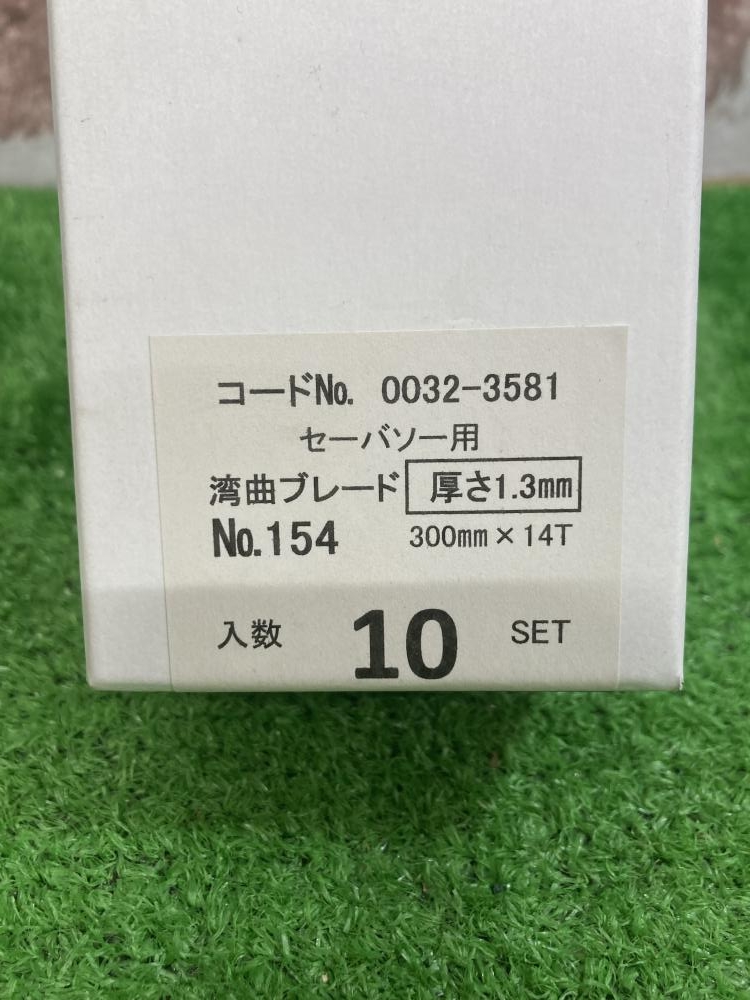 コードNo. 0032-3581
セーバソー用
湾曲ブレード 厚さ1.3mm
No.154 300mm×14T
入数 10 SET